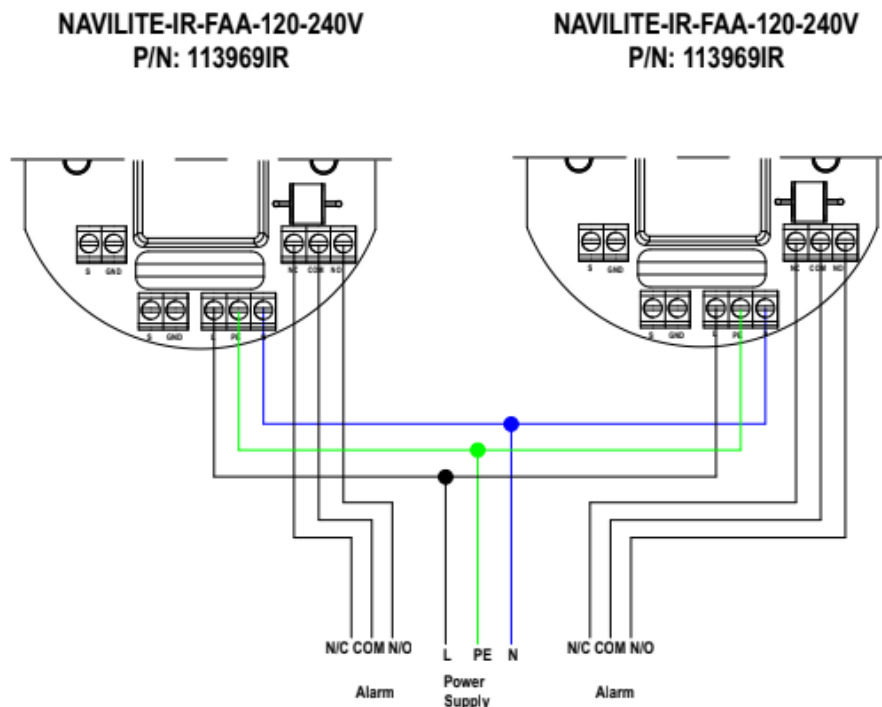 NAVILITE-IR-FAA-120-240V
P/N: 113969IR
NAVILITE-IR-FAA-120-240V
P/N: 113969IR
S GND
NC COM NO
S GND
L PE N
S GND
NC COM NO
S GND
L PE N
N/C COM N/O
L PE N
N/C COM N/O
Alarm
Power
Supply
Alarm